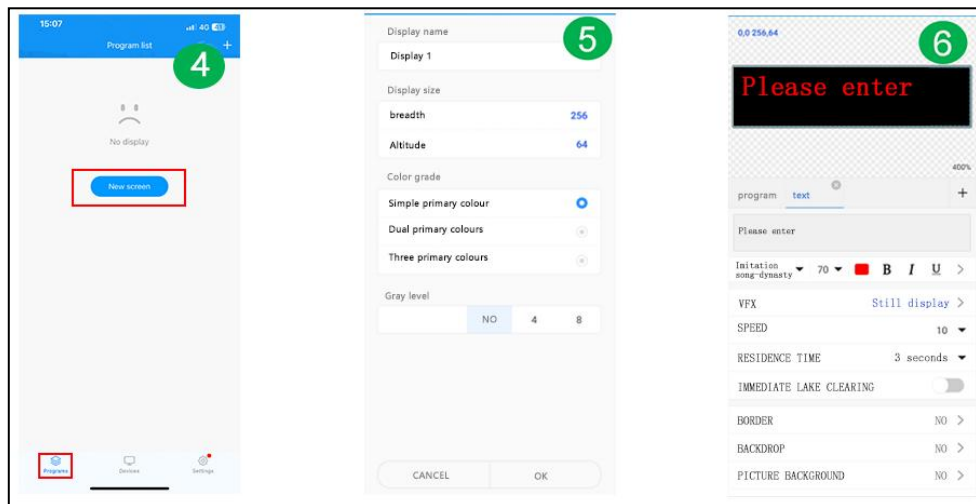 15:07
4G 43
Program list
+
4
No display
New screen
Programs
Devices
Settings
5
Display name
Display 1
Display size
breadth 256
Altitude 64
Color grade
Simple primary colour
Dual primary colours
Three primary colours
Gray level
NO 4 8
CANCEL OK
6
0,0 256,64
Please enter
400%
program text +
Please enter
Imitation
song-dynasty 70 B I U >
VFX Still display >
SPEED 10
RESIDENCE TIME 3 seconds
IMMEDIATE LAKE CLEARING
BORDER NO >
BACKDROP NO >
PICTURE BACKGROUND NO >